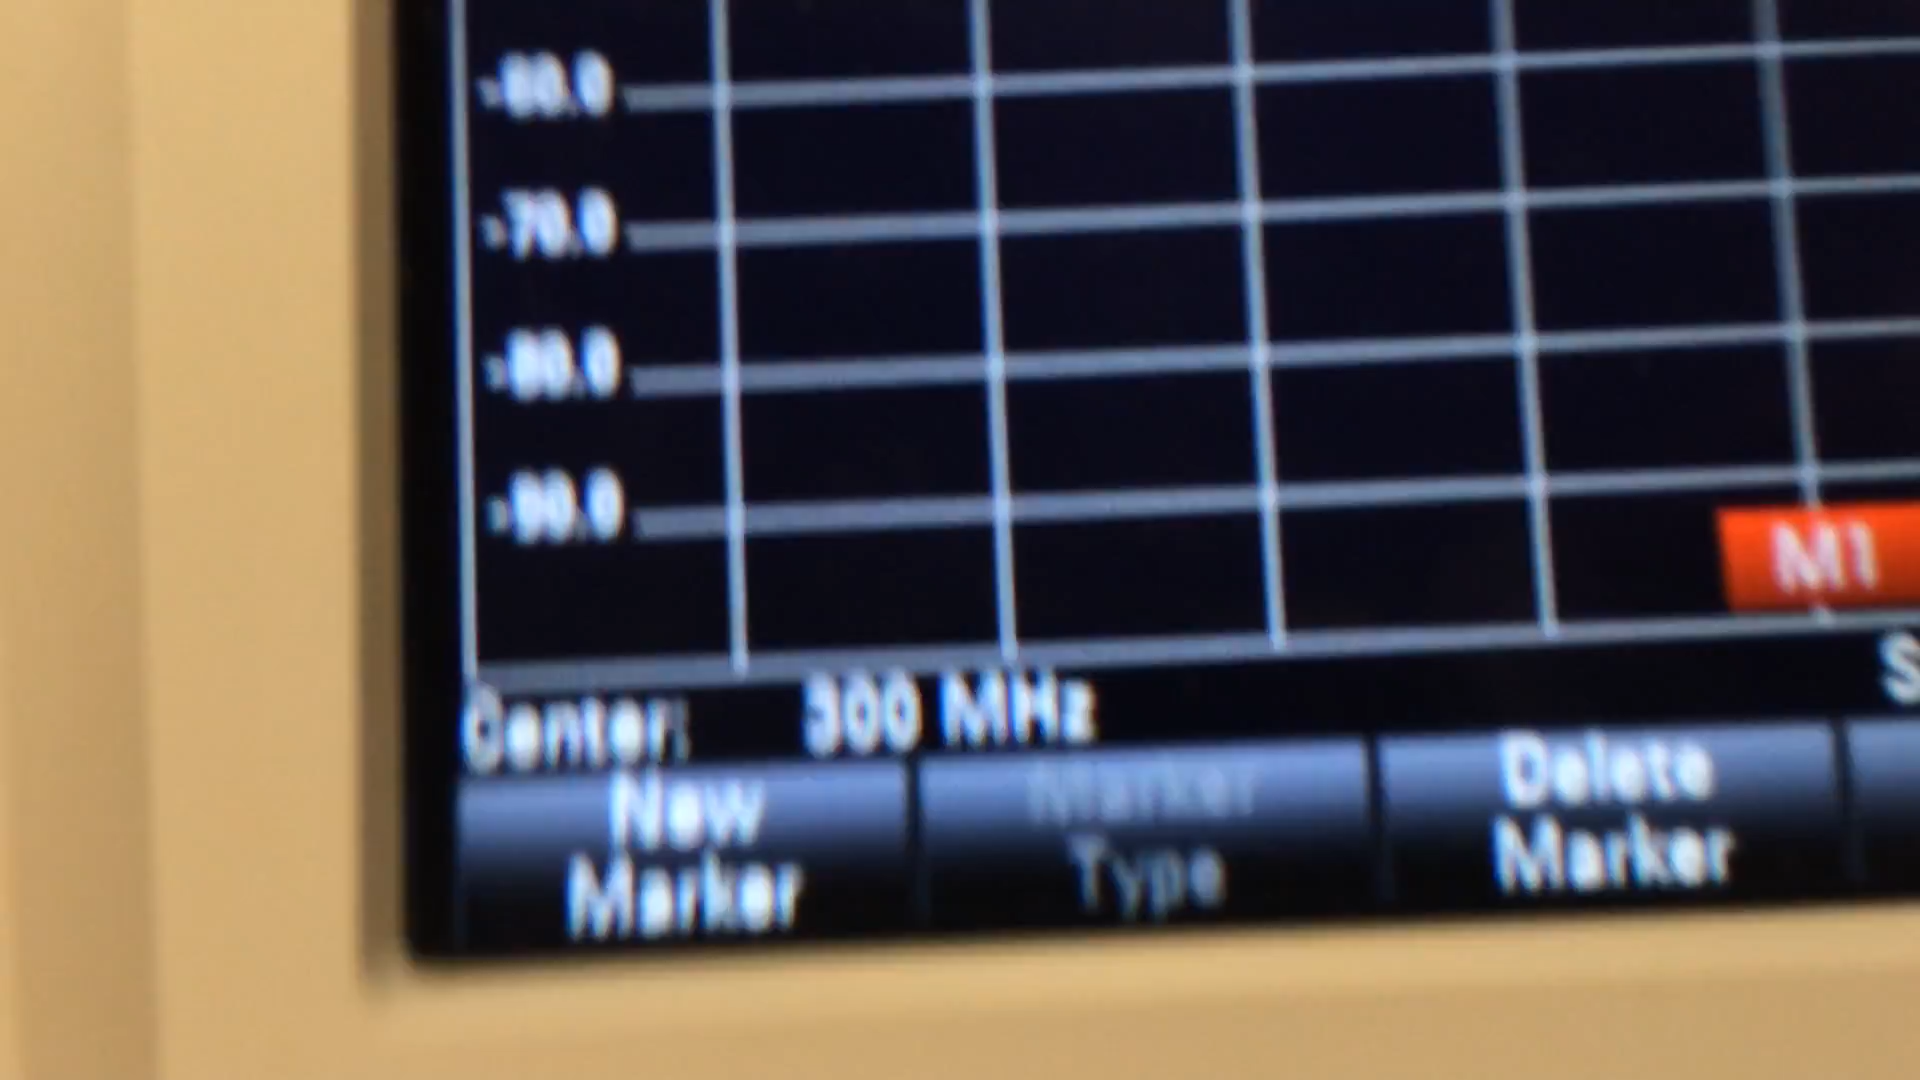 -60.0
-70.0
-80.0
-90.0
M1
Center: 300 MHz
New Marker
Marker Type
Delete Marker